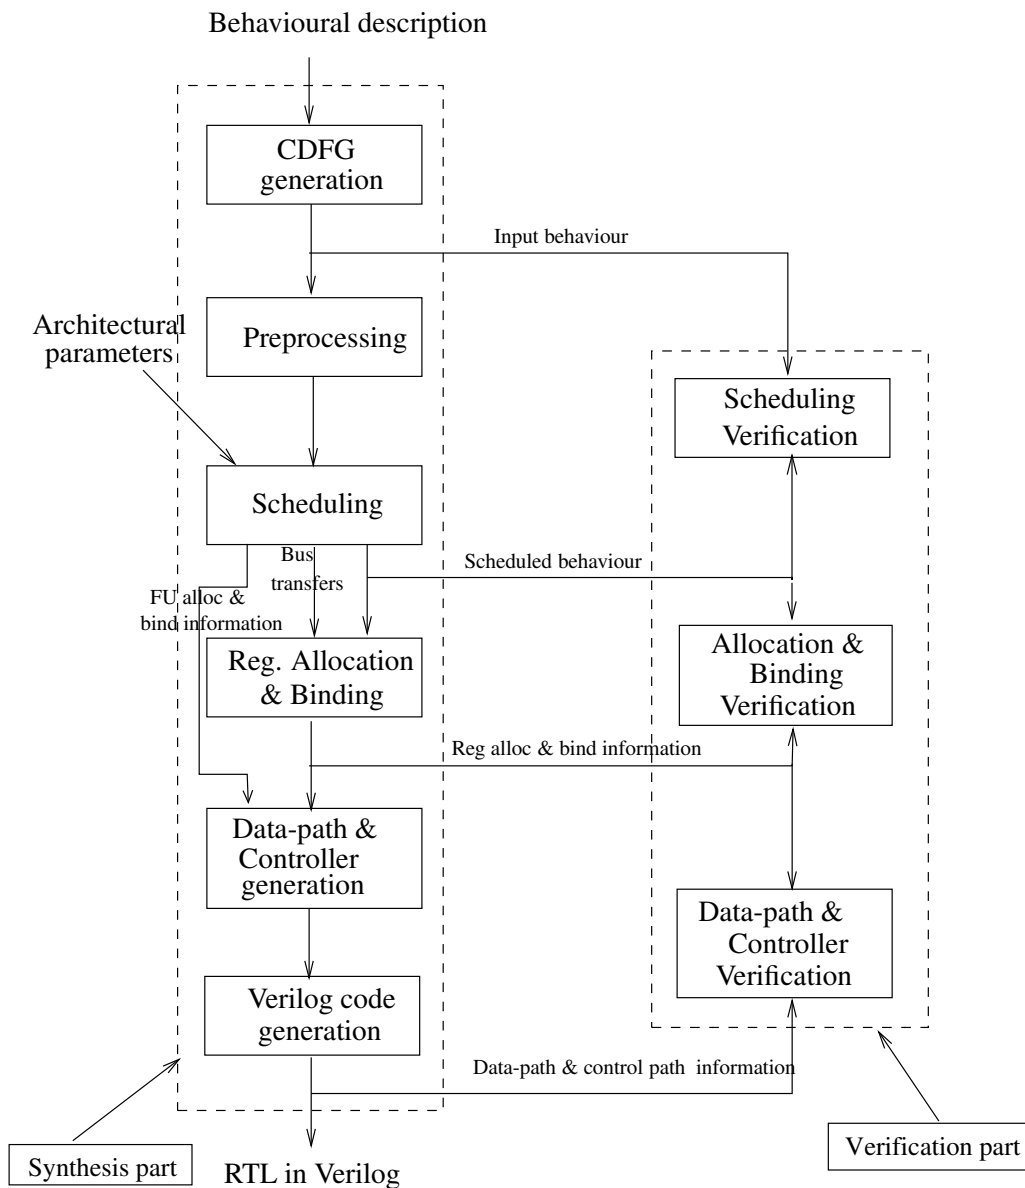 Behavioural description
CDFG
generation
Input behaviour
Architectural
parameters
Preprocessing
Scheduling
Verification
Scheduling
Bus
transfers
Scheduled behaviour
FU alloc &
bind information
Reg. Allocation
& Binding
Allocation &
Binding
Verification
Reg alloc & bind information
Data-path &
Controller
generation
Data-path &
Controller
Verification
Verilog code
generation
Data-path & control path information
Synthesis part
RTL in Verilog
Verification part